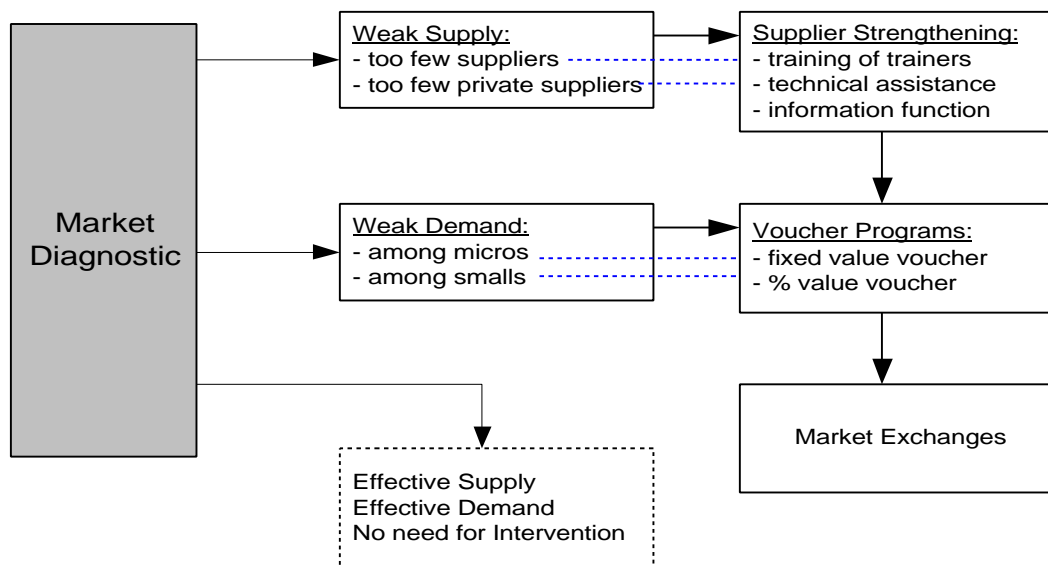 Market
Diagnostic
Weak Supply:
- too few suppliers
- too few private suppliers
Supplier Strengthening:
- training of trainers
- technical assistance
- information function
Weak Demand:
- among micros
- among smalls
Voucher Programs:
- fixed value voucher
- % value voucher
Effective Supply
Effective Demand
No need for Intervention
Market Exchanges